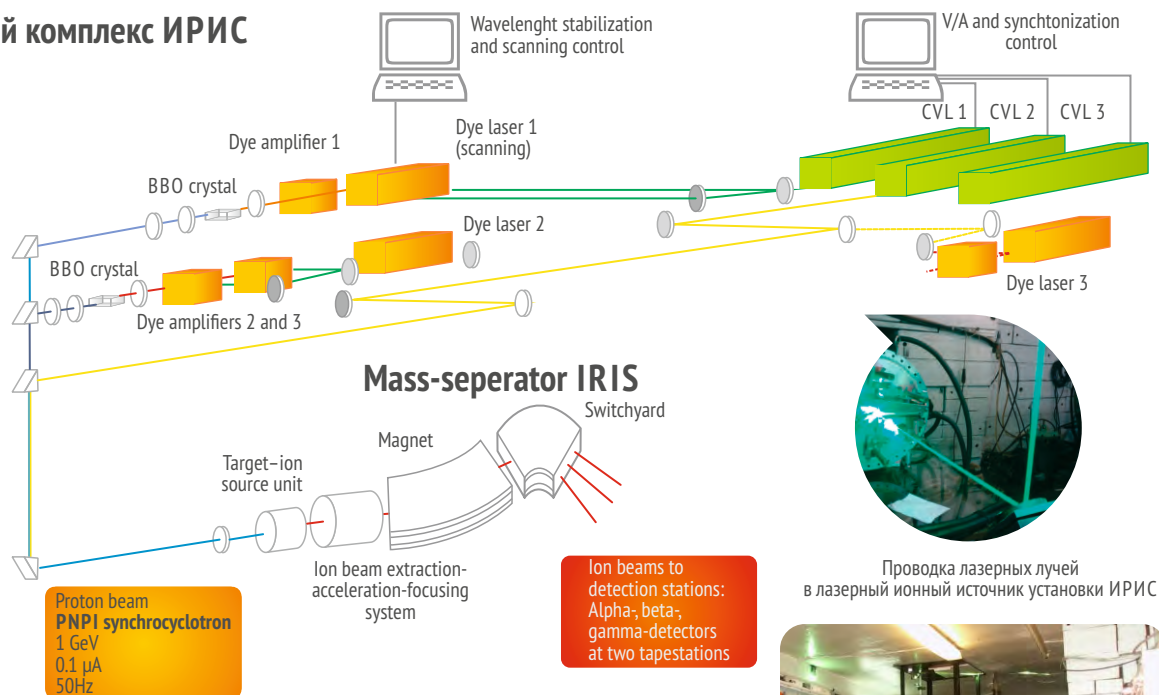 й комплекс ИРИС
Wavelenght stabilization
and scanning control
V/A and synchtonization
control
CVL 1
CVL 2
CVL 3
Dye amplifier 1
Dye laser 1
(scanning)
BBO crystal
Dye laser 2
BBO crystal
Dye laser 3
Dye amplifiers 2 and 3
Mass-seperator IRIS
Switchyard
Magnet
Target–ion
source unit
Ion beam extraction-
acceleration-focusing
system
Ion beams to
detection stations:
Alpha-, beta-,
gamma-detectors
at two tapestations
Проводка лазерных лучей
в лазерный ионный источник установки ИРИС
Proton beam
PNPI synchrocyclotron
1 GeV
0.1 µA
50Hz